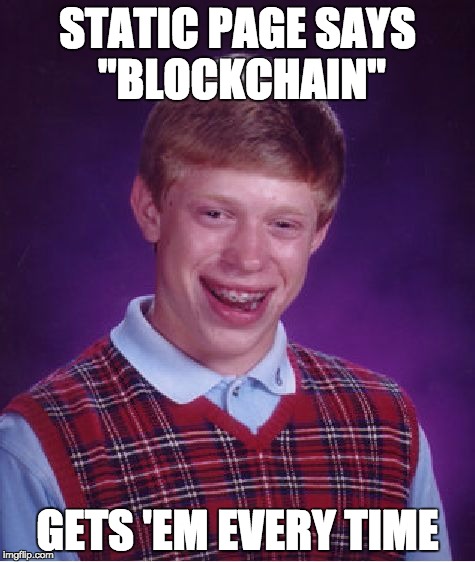 STATIC PAGE SAYS
"BLOCKCHAIN"
GETS 'EM EVERY TIME
imgflip.com